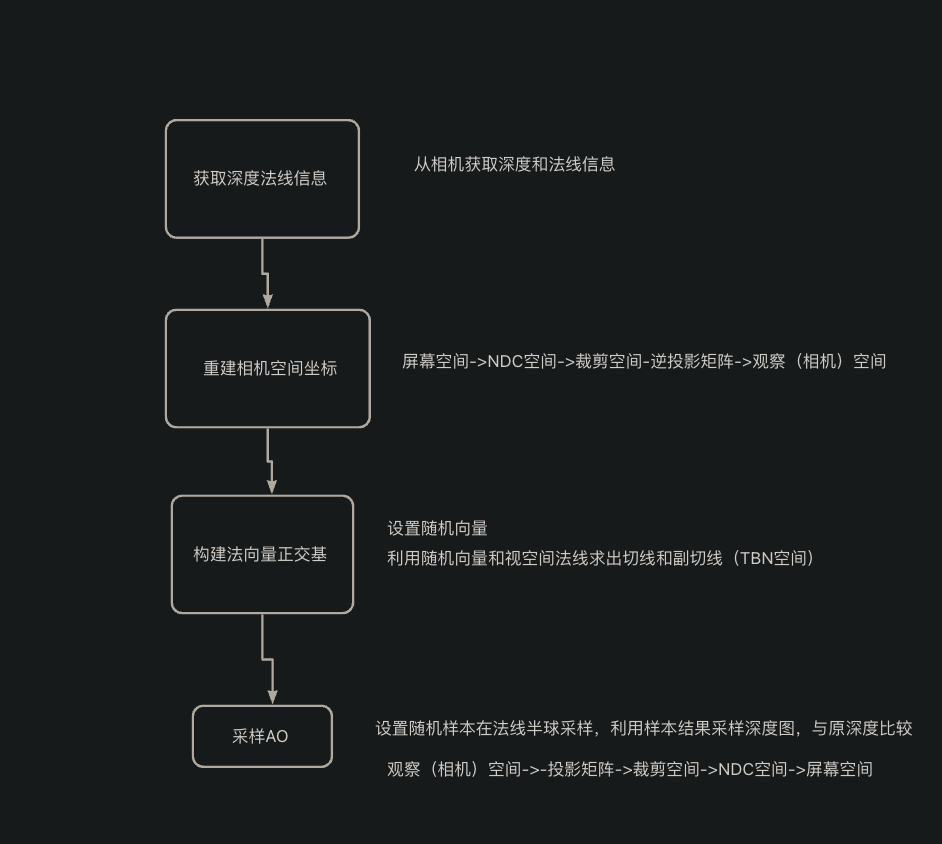 获取深度法线信息
从相机获取深度和法线信息
重建相机空间坐标
屏幕空间->NDC空间->裁剪空间-逆投影矩阵->观察（相机）空间
构建法向量正交基
设置随机向量
利用随机向量和视空间法线求出切线和副切线（TBN空间）
采样AO
设置随机样本在法线半球采样，利用样本结果采样深度图，与原深度比较
观察（相机）空间->-投影矩阵->裁剪空间->NDC空间->屏幕空间